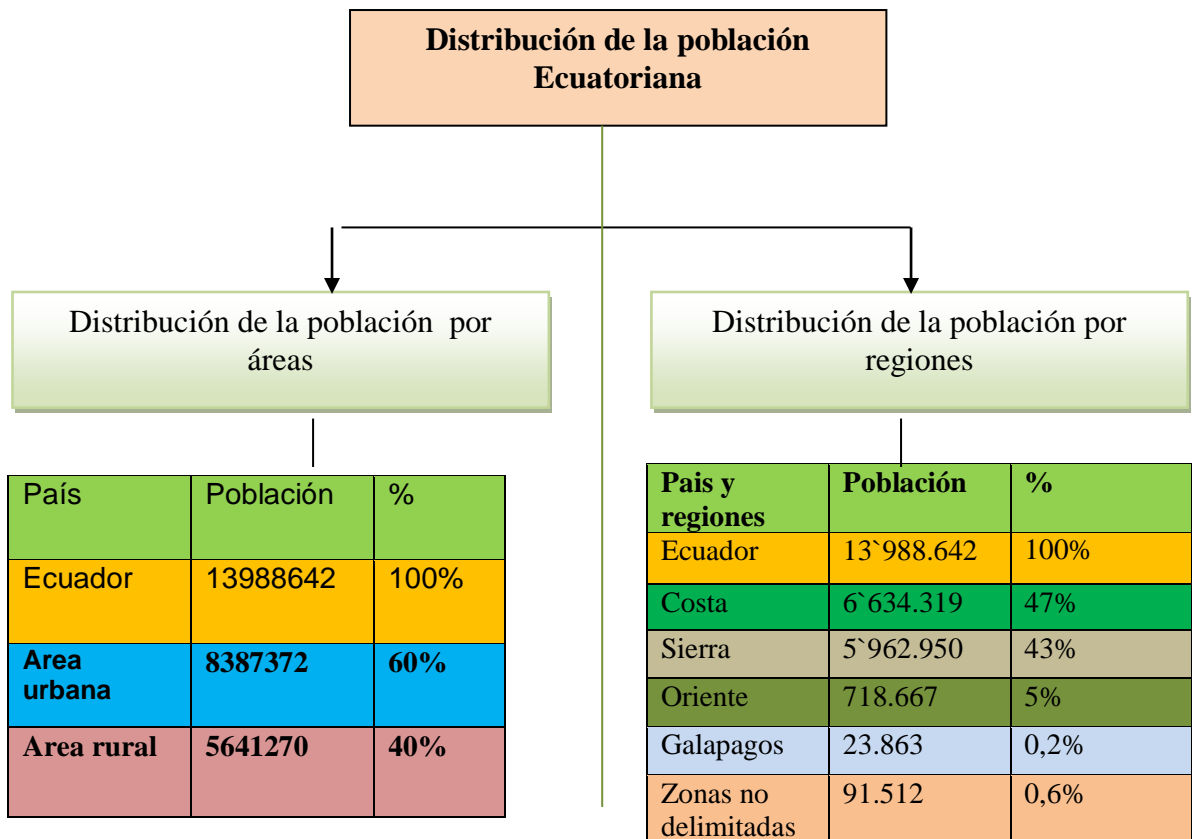 Distribución de la población
Ecuatoriana
Distribución de la población por
áreas
País Población %
Ecuador 13988642 100%
Area
urbana 8387372 60%
Area rural 5641270 40%
Distribución de la población por
regiones
Pais y
regiones Población %
Ecuador 13`988.642 100%
Costa 6`634.319 47%
Sierra 5`962.950 43%
Oriente 718.667 5%
Galapagos 23.863 0,2%
Zonas no
delimitadas 91.512 0,6%